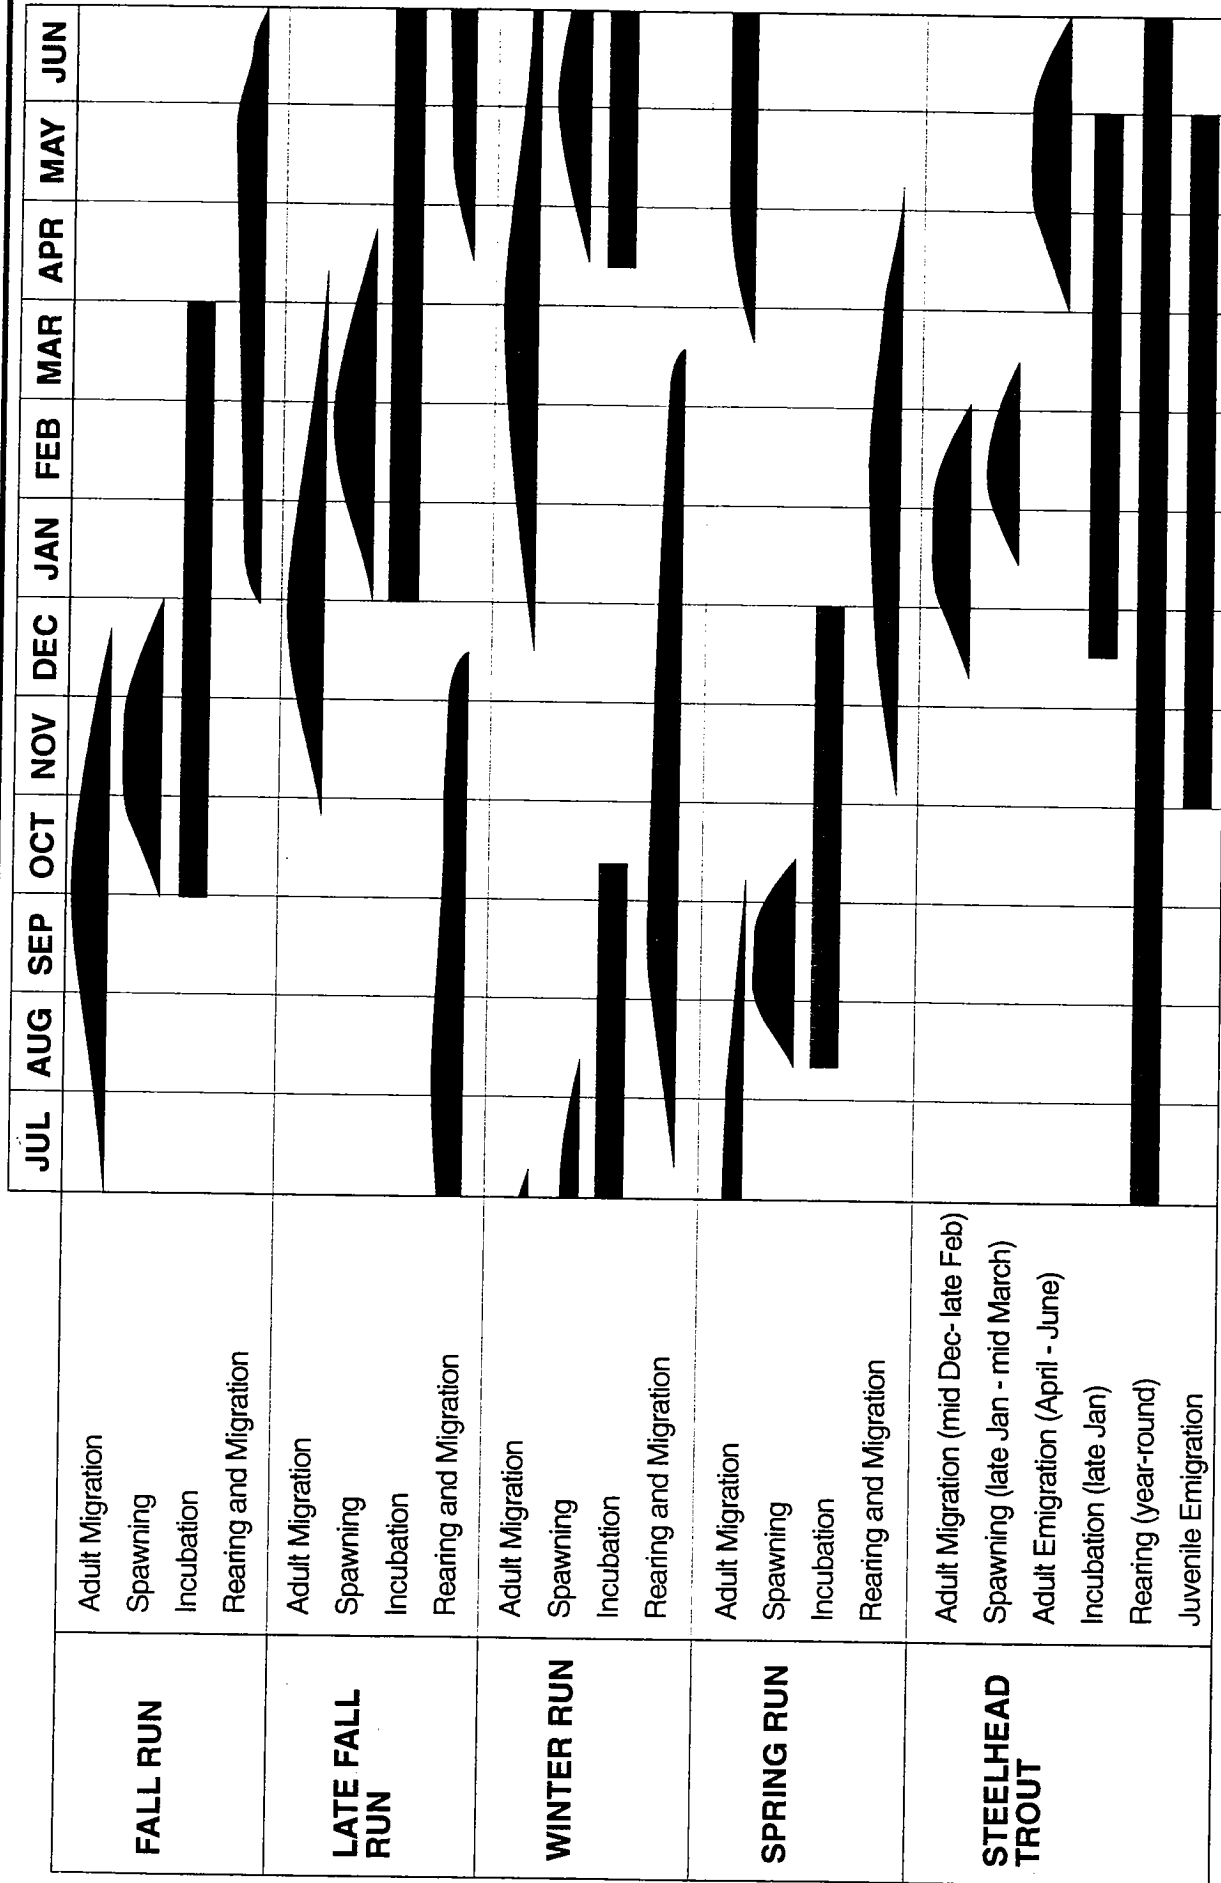 JUL AUG SEP OCT NOV DEC JAN FEB MAR APR MAY JUN
FALL RUN
Adult Migration
Spawning
Incubation
Rearing and Migration
LATE FALL
RUN
Adult Migration
Spawning
Incubation
Rearing and Migration
WINTER RUN
Adult Migration
Spawning
Incubation
Rearing and Migration
SPRING RUN
Adult Migration
Spawning
Incubation
Rearing and Migration
STEELHEAD
TROUT
Adult Migration (mid Dec- late Feb)
Spawning (late Jan - mid March)
Adult Emigration (April - June)
Incubation (late Jan)
Rearing (year-round)
Juvenile Emigration